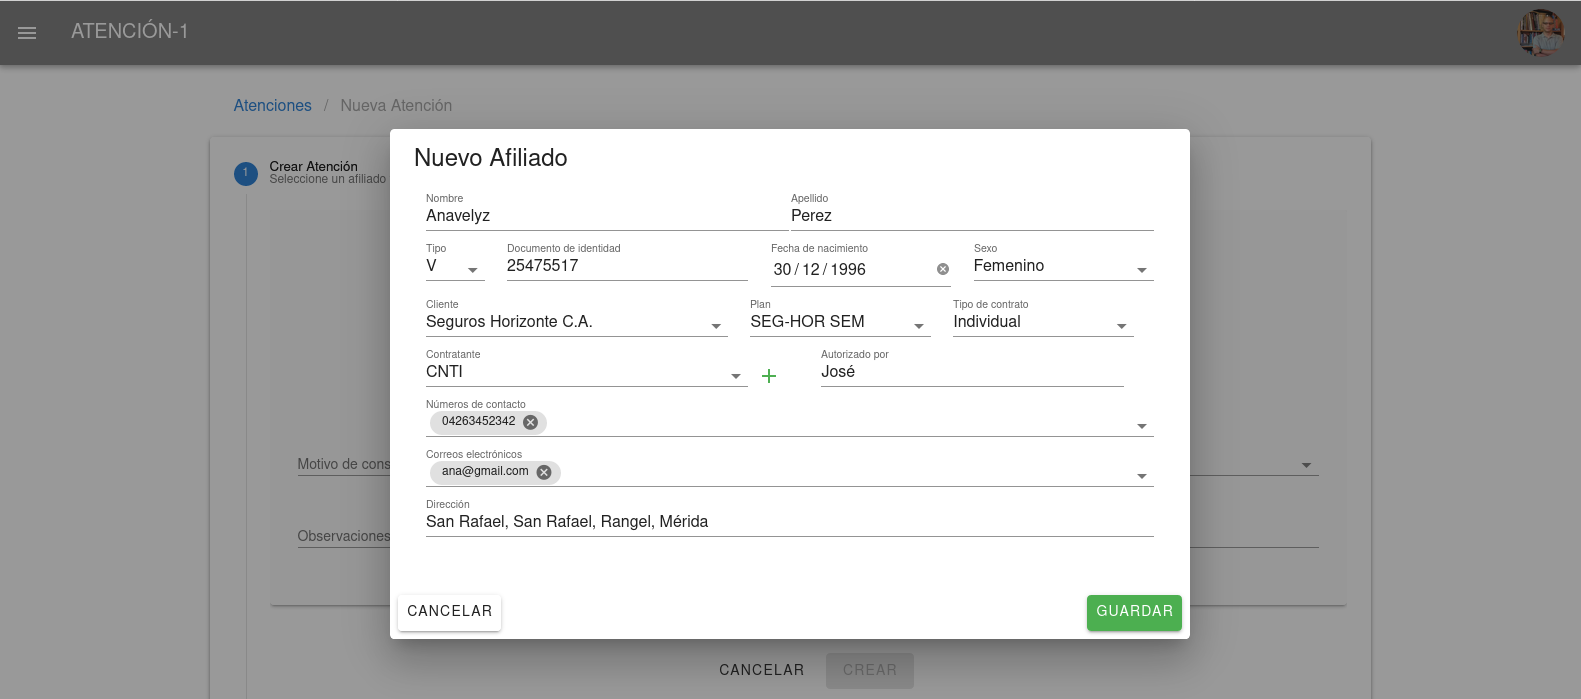 ATENCIÓN-1
Atenciones / Nueva Atención
1
Crear Atención
Seleccione un afiliado
Nuevo Afiliado
Nombre
Anavelyz
Apellido
Perez
Tipo
V
Documento de identidad
25475517
Fecha de nacimiento
30 / 12 / 1996
Sexo
Femenino
Cliente
Seguros Horizonte C.A.
Plan
SEG-HOR SEM
Tipo de contrato
Individual
Contratante
CNTI
Autorizado por
José
Números de contacto
04263452342
Correos electrónicos
ana@gmail.com
Dirección
San Rafael, San Rafael, Rangel, Mérida
CANCELAR
GUARDAR
Motivo de cons
Observaciones
CANCELAR
CREAR